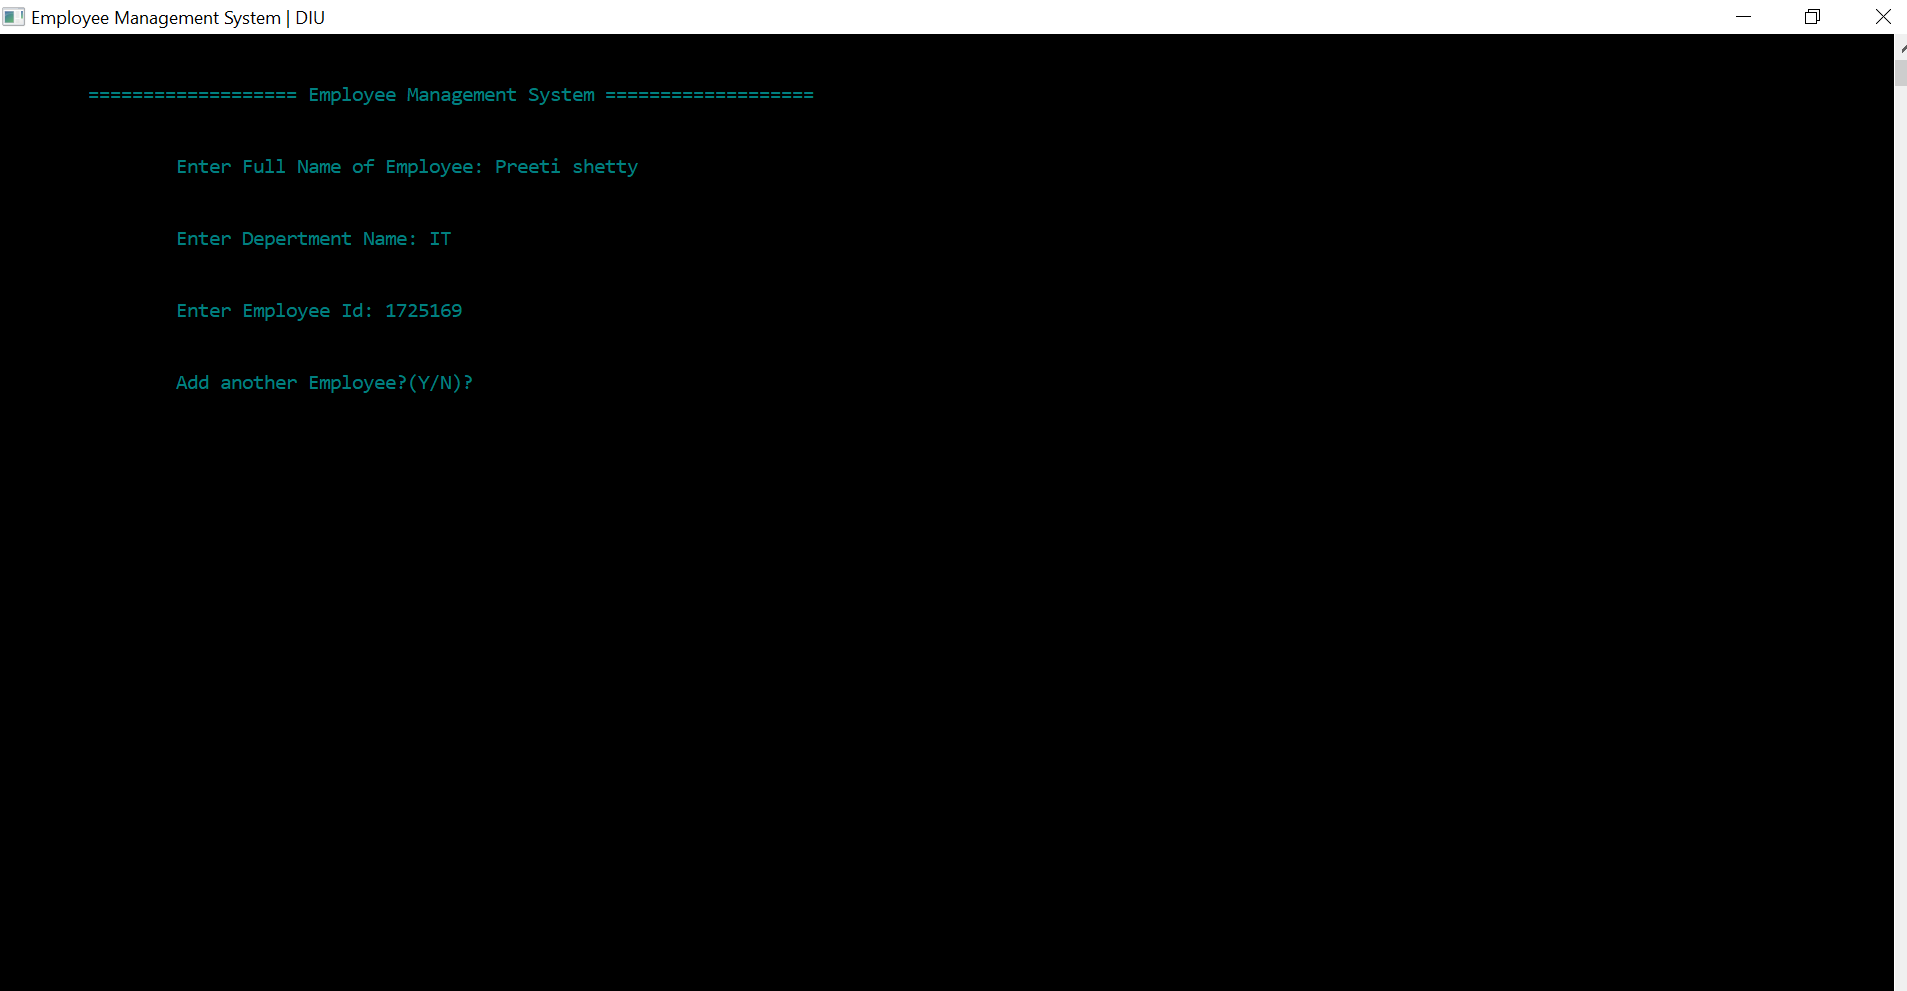 Employee Management System | DIU
=================== Employee Management System ===================
Enter Full Name of Employee: Preeti shetty
Enter Depertment Name: IT
Enter Employee Id: 1725169
Add another Employee?(Y/N)?